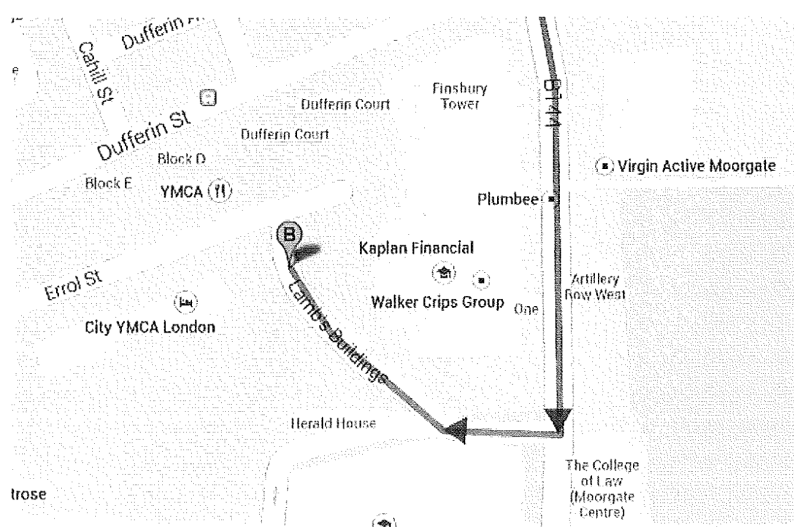 Dufferin
Cahill St
Dufferin St
Dufferin Court
Dufferin Court
Finsbury
Tower
B144
Block D
Block E
YMCA
Virgin Active Moorgate
Plumbee
B
Kaplan Financial
Walker Crips Group
Errol St
City YMCA London
Lamb's Buildings
Artillery
Row West
One
Herald House
The College
of Law
(Moorgate
Centre)
trose